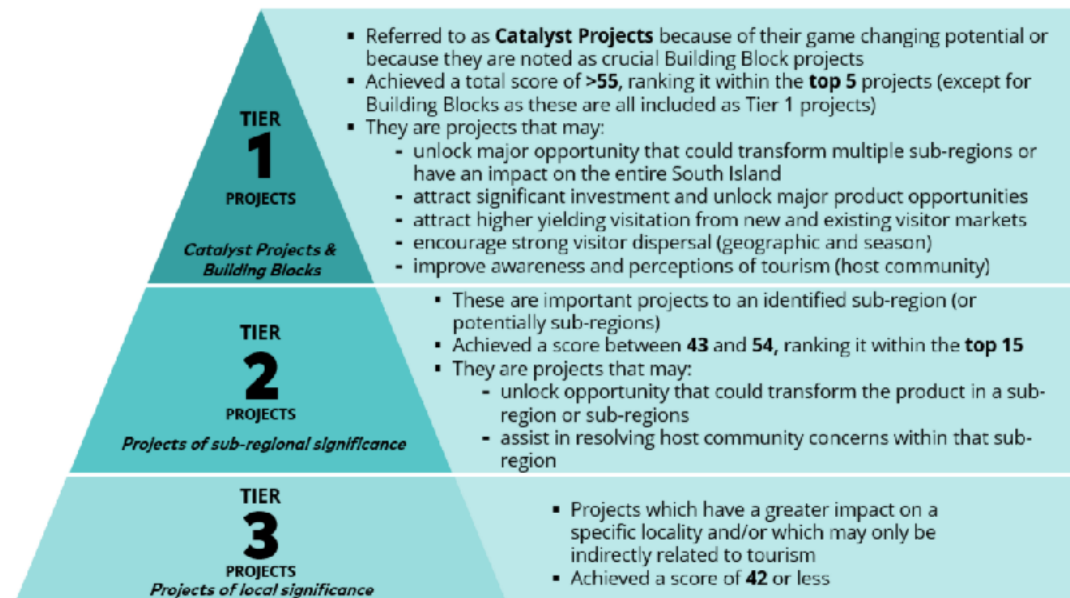 ▪ Referred to as Catalyst Projects because of their game changing potential or
because they are noted as crucial Building Block projects
▪ Achieved a total score of >55, ranking it within the top 5 projects (except for
Building Blocks as these are all included as Tier 1 projects)
▪ They are projects that may:
- unlock major opportunity that could transform multiple sub-regions or
have an impact on the entire South Island
- attract significant investment and unlock major product opportunities
- attract higher yielding visitation from new and existing visitor markets
- encourage strong visitor dispersal (geographic and season)
- improve awareness and perceptions of tourism (host community)
TIER
1
PROJECTS
Catalyst Projects &
Building Blocks
▪ These are important projects to an identified sub-region (or
potentially sub-regions)
▪ Achieved a score between 43 and 54, ranking it within the top 15
▪ They are projects that may:
- unlock opportunity that could transform the product in a sub-
region or sub-regions
- assist in resolving host community concerns within that sub-
region
TIER
2
PROJECTS
Projects of sub-regional significance
▪ Projects which have a greater impact on a
specific locality and/or which may only be
indirectly related to tourism
▪ Achieved a score of 42 or less
TIER
3
PROJECTS
Projects of local significance